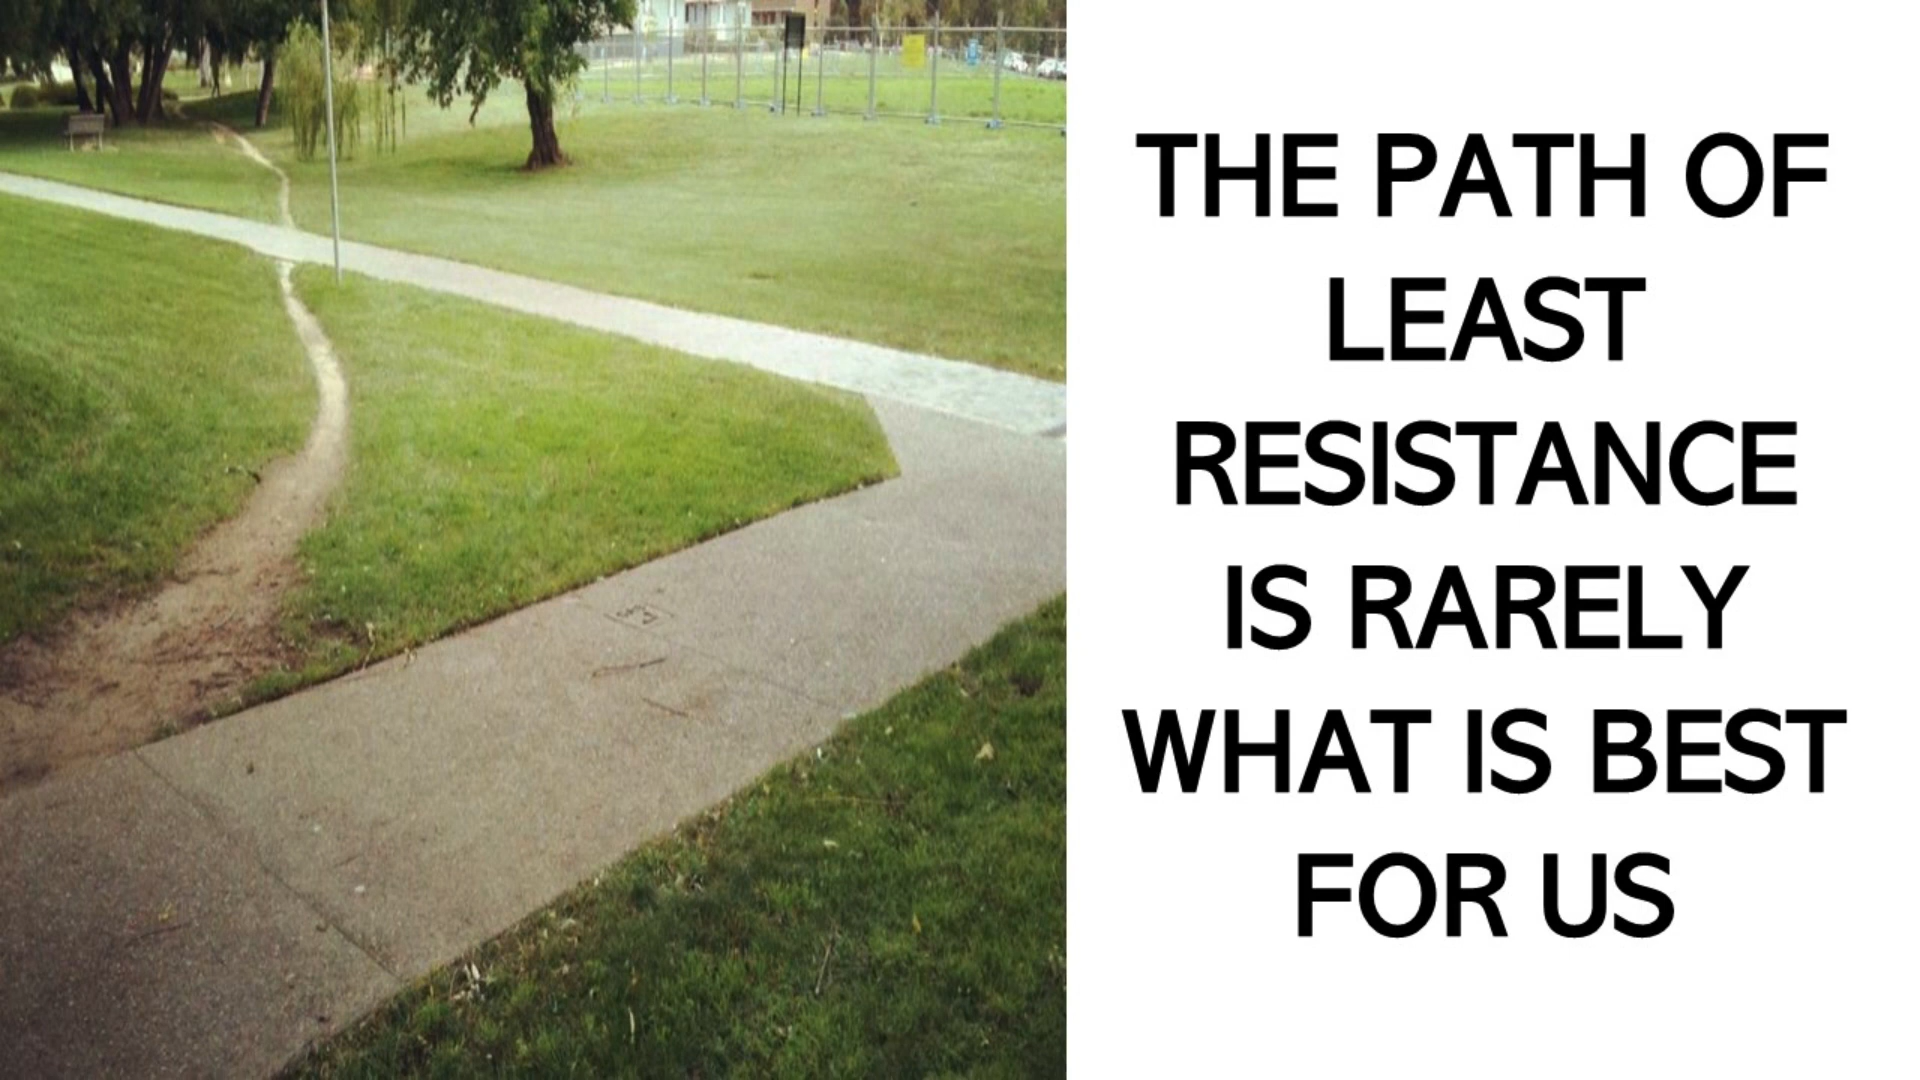 THE PATH OF
LEAST
RESISTANCE
IS RARELY
WHAT IS BEST
FOR US